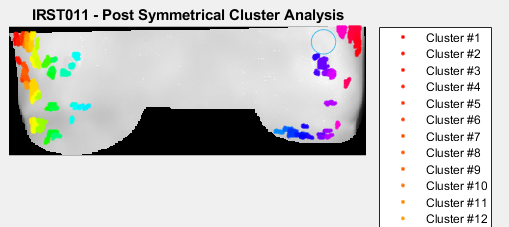 IRST011 - Post Symmetrical Cluster Analysis
Cluster #1
Cluster #2
Cluster #3
Cluster #4
Cluster #5
Cluster #6
Cluster #7
Cluster #8
Cluster #9
Cluster #10
Cluster #11
Cluster #12